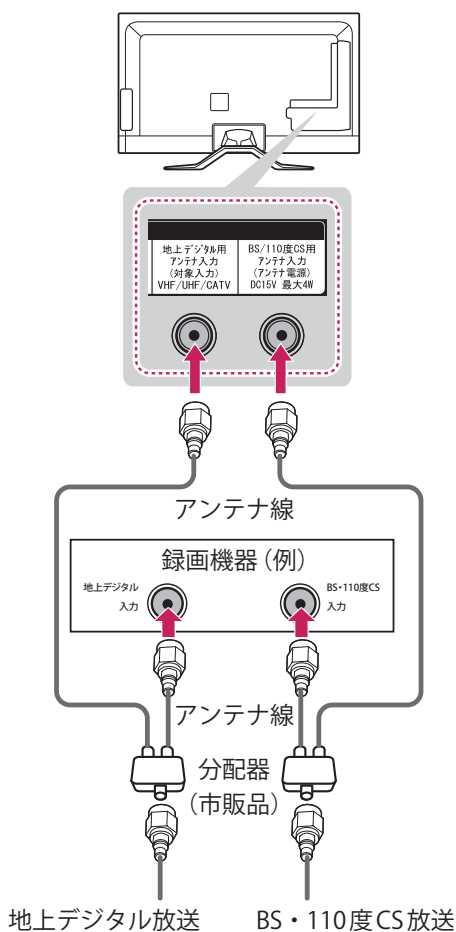 地上デジタル用
アンテナ入力
(対象入力)
VHF/UHF/CATV
BS/110度CS用
アンテナ入力
(アンテナ電源)
DC15V 最大4W
アンテナ線
録画機器(例)
地上デジタル
入力
BS・110度CS
入力
アンテナ線
分配器
(市販品)
地上デジタル放送
BS・110度CS放送